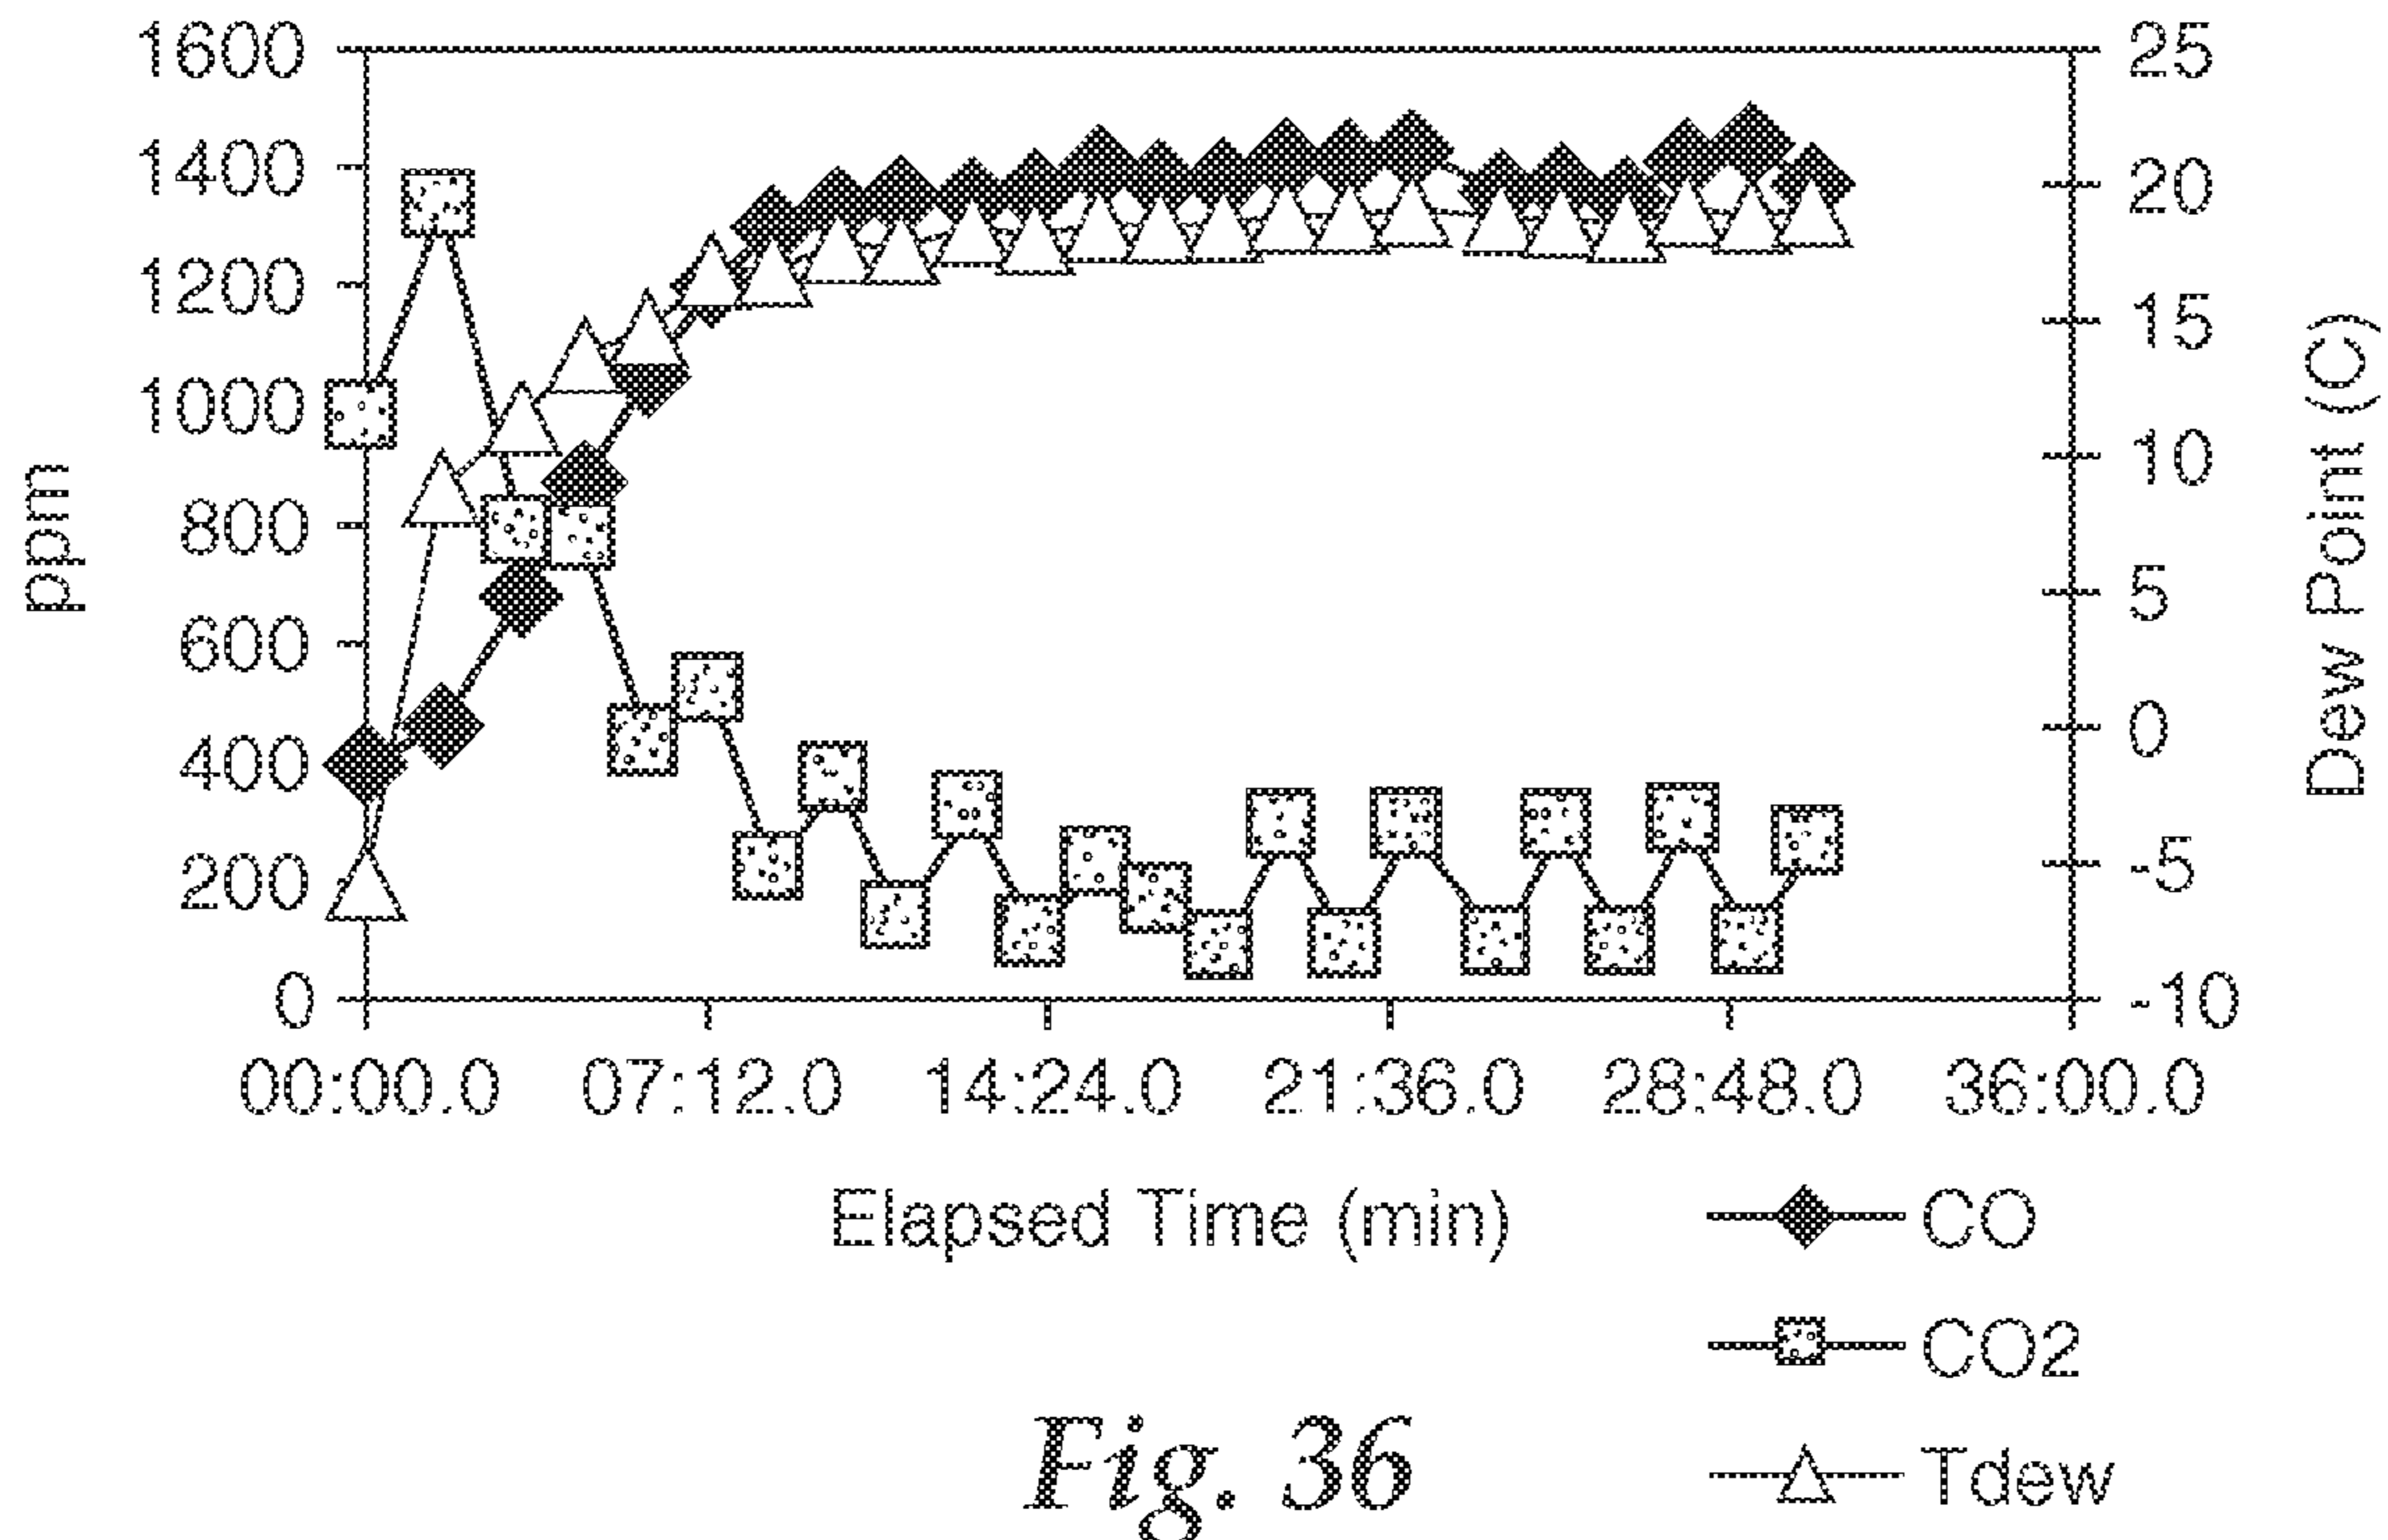 1600
1400
1200
1000
800
600
400
200
0
ppm
25
20
15
10
5
0
-5
-10
Dew Point (C)
00:00.0 07:12.0 14:24.0 21:36.0 28:48.0 36:00.0
Elapsed Time (min)
CO
CO2
Tdew
Fig. 36